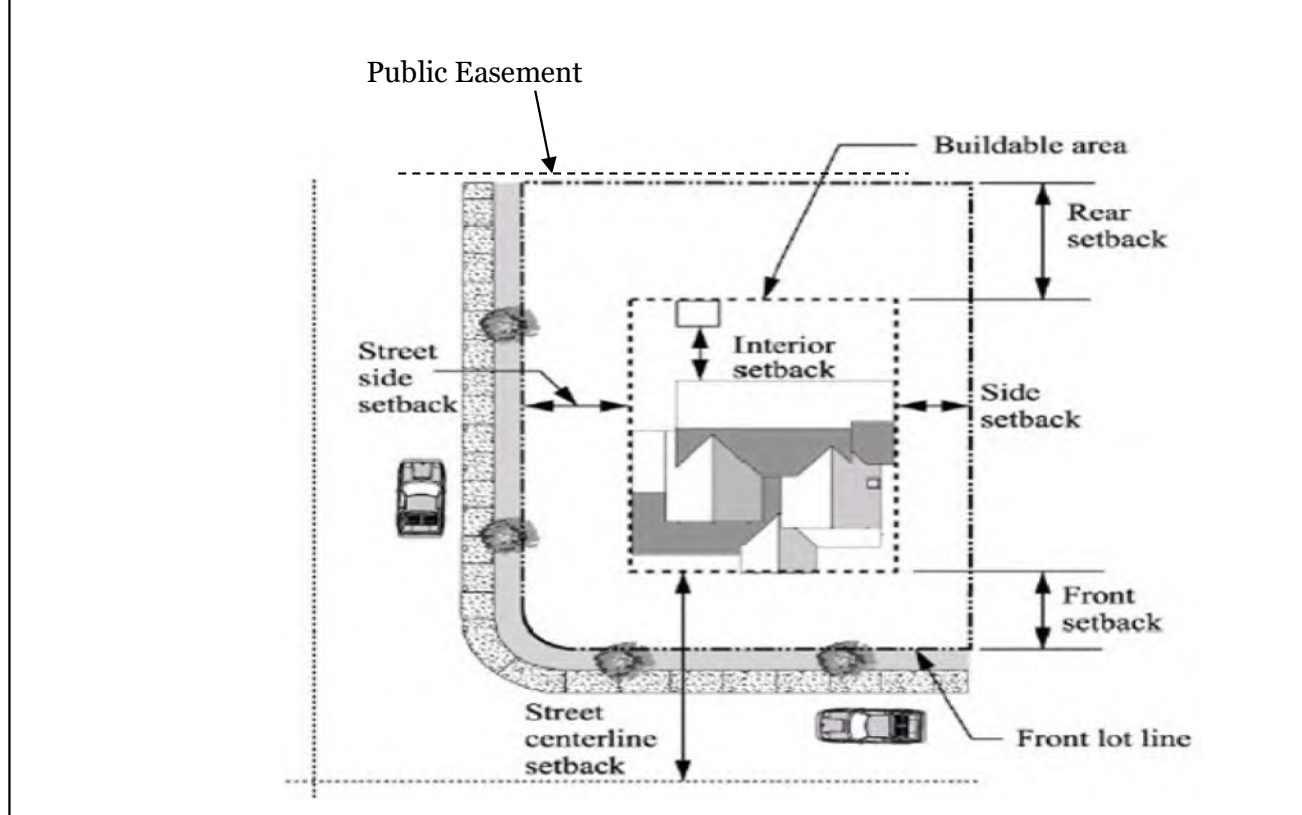 Public Easement
Buildable area
Rear
setback
Interior
setback
Street
side
setback
Side
setback
Front
setback
Street
centerline
setback
Front lot line